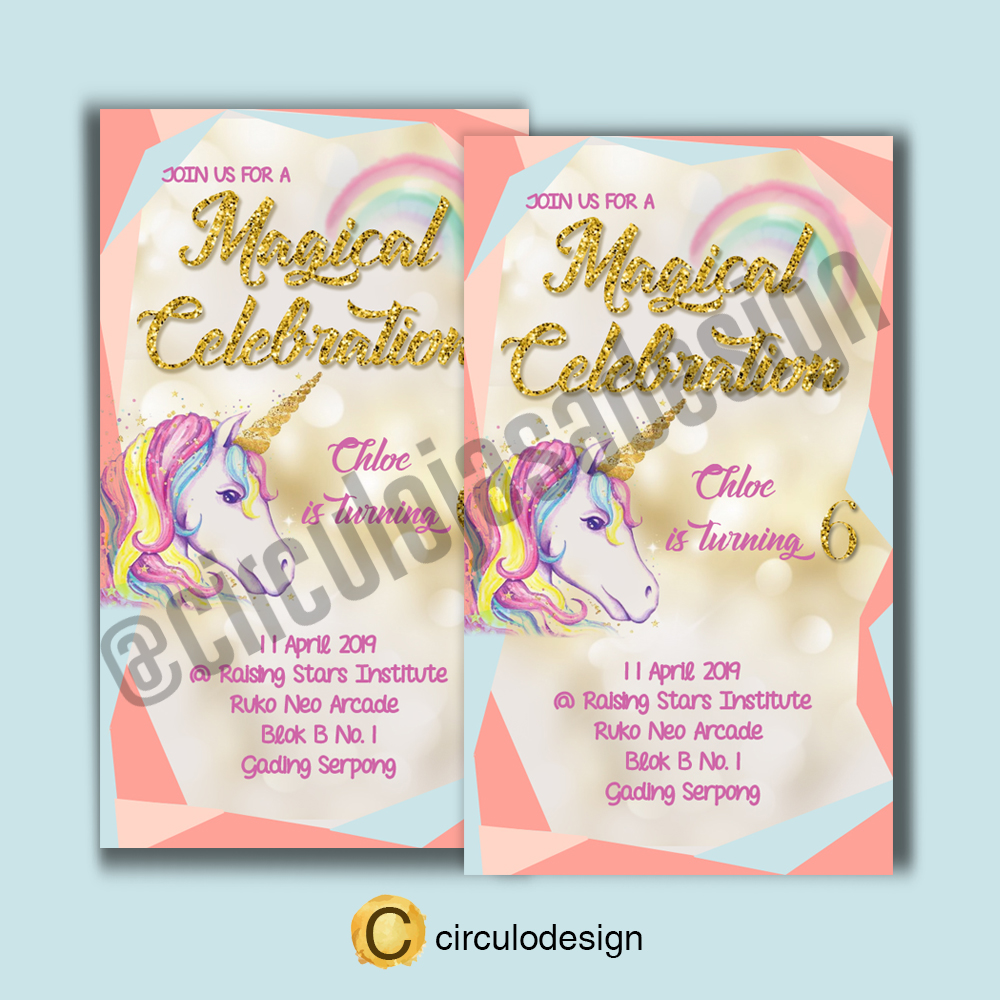 JOIN US FOR A
Magical
Celebration
Chloe
is turning
11 April 2019
@ Raising Stars Institute
Ruko Neo Arcade
Blok B No. 1
Gading Serpong
JOIN US FOR A
Magical
Celebration
Chloe
is turning 6
11 April 2019
@ Raising Stars Institute
Ruko Neo Arcade
Blok B No. 1
Gading Serpong
@circulojasadesign
C circulodesign